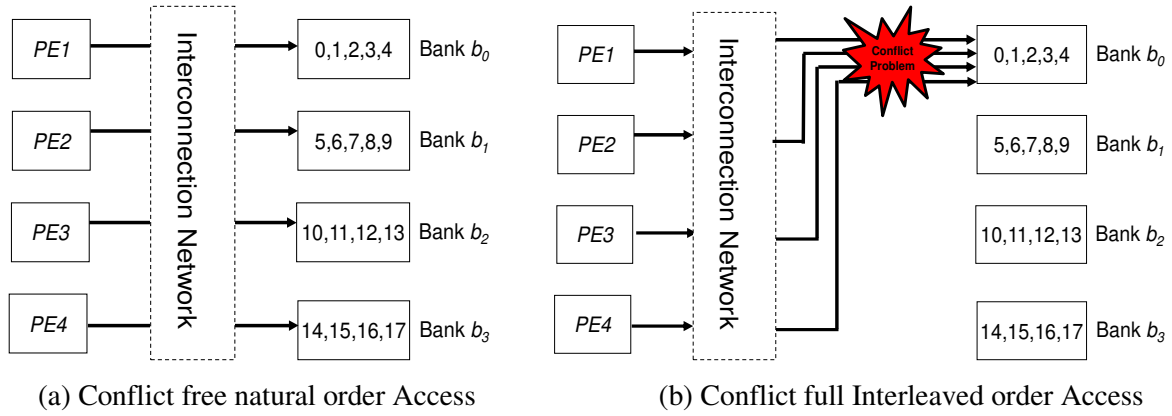 PE1
0,1,2,3,4
Bank b0
PE2
5,6,7,8,9
Bank b1
PE3
10,11,12,13
Bank b2
PE4
14,15,16,17
Bank b3
Interconnection Network
(a) Conflict free natural order Access
PE1
Conflict
Problem
0,1,2,3,4
Bank b0
PE2
5,6,7,8,9
Bank b1
PE3
10,11,12,13
Bank b2
PE4
14,15,16,17
Bank b3
Interconnection Network
(b) Conflict full Interleaved order Access